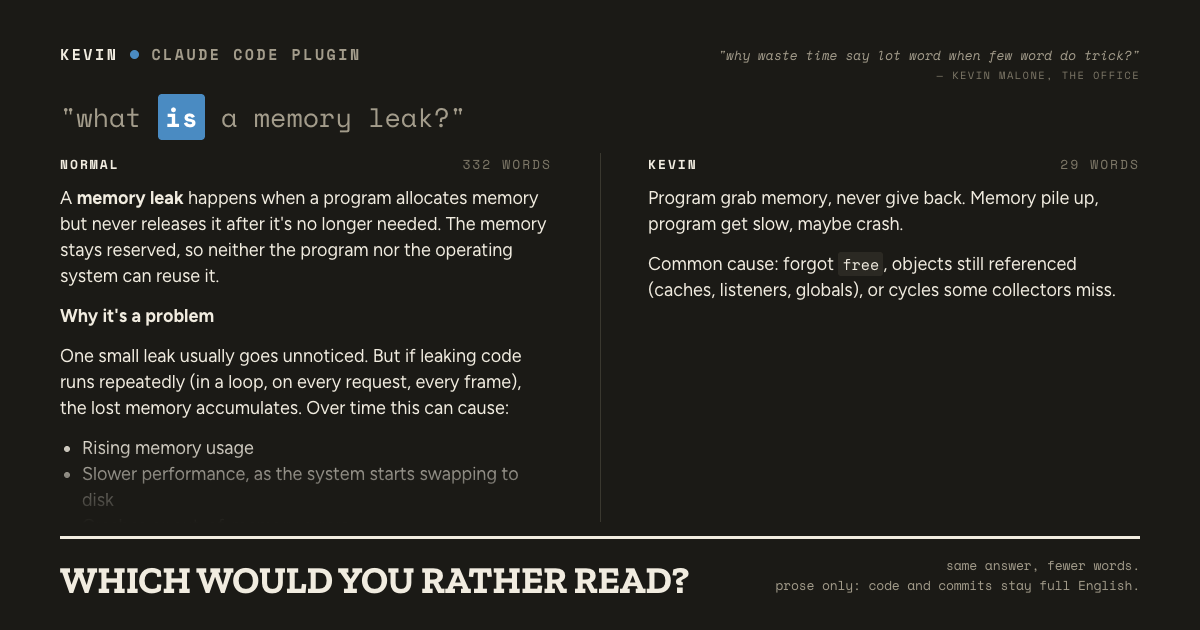 KEVIN ● CLAUDE CODE PLUGIN
"why waste time say lot word when few word do trick?"
— KEVIN MALONE, THE OFFICE
"what is a memory leak?"
NORMAL 332 WORDS
A memory leak happens when a program allocates memory
but never releases it after it's no longer needed. The memory
stays reserved, so neither the program nor the operating
system can reuse it.
Why it's a problem
One small leak usually goes unnoticed. But if leaking code
runs repeatedly (in a loop, on every request, every frame),
the lost memory accumulates. Over time this can cause:
• Rising memory usage
• Slower performance, as the system starts swapping to
disk
KEVIN 29 WORDS
Program grab memory, never give back. Memory pile up,
program get slow, maybe crash.
Common cause: forgot free, objects still referenced
(caches, listeners, globals), or cycles some collectors miss.
WHICH WOULD YOU RATHER READ?
same answer, fewer words.
prose only: code and commits stay full English.